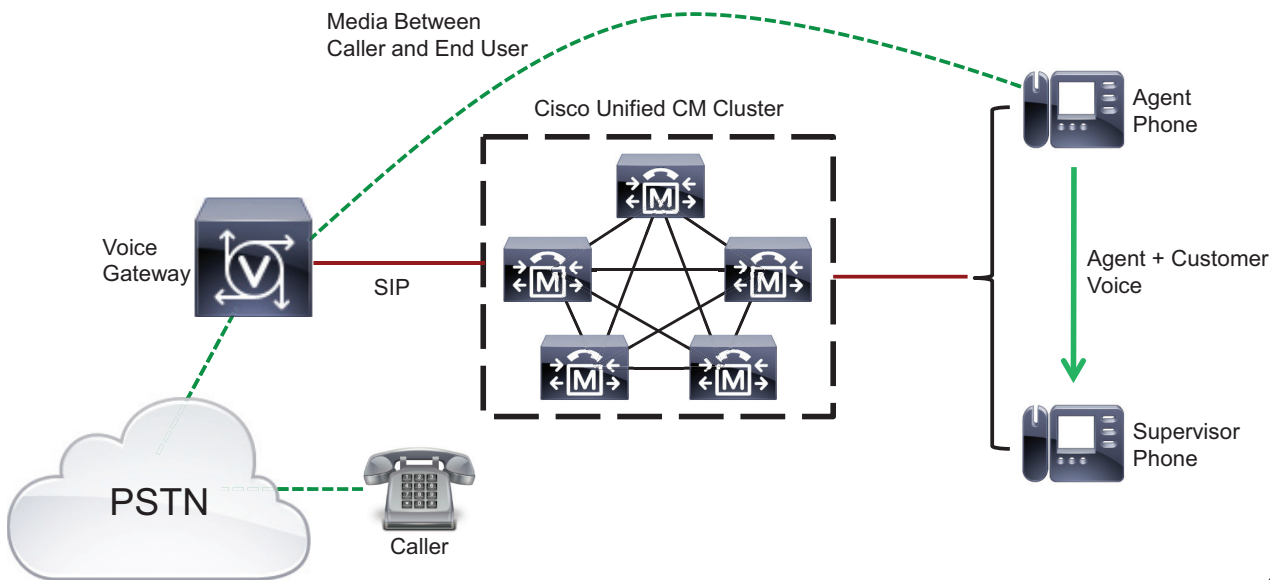 Media Between
Caller and End User
Cisco Unified CM Cluster
Agent
Phone
M
Voice
Gateway
V
SIP
M
M
Agent + Customer
Voice
M
M
Supervisor
Phone
PSTN
Caller